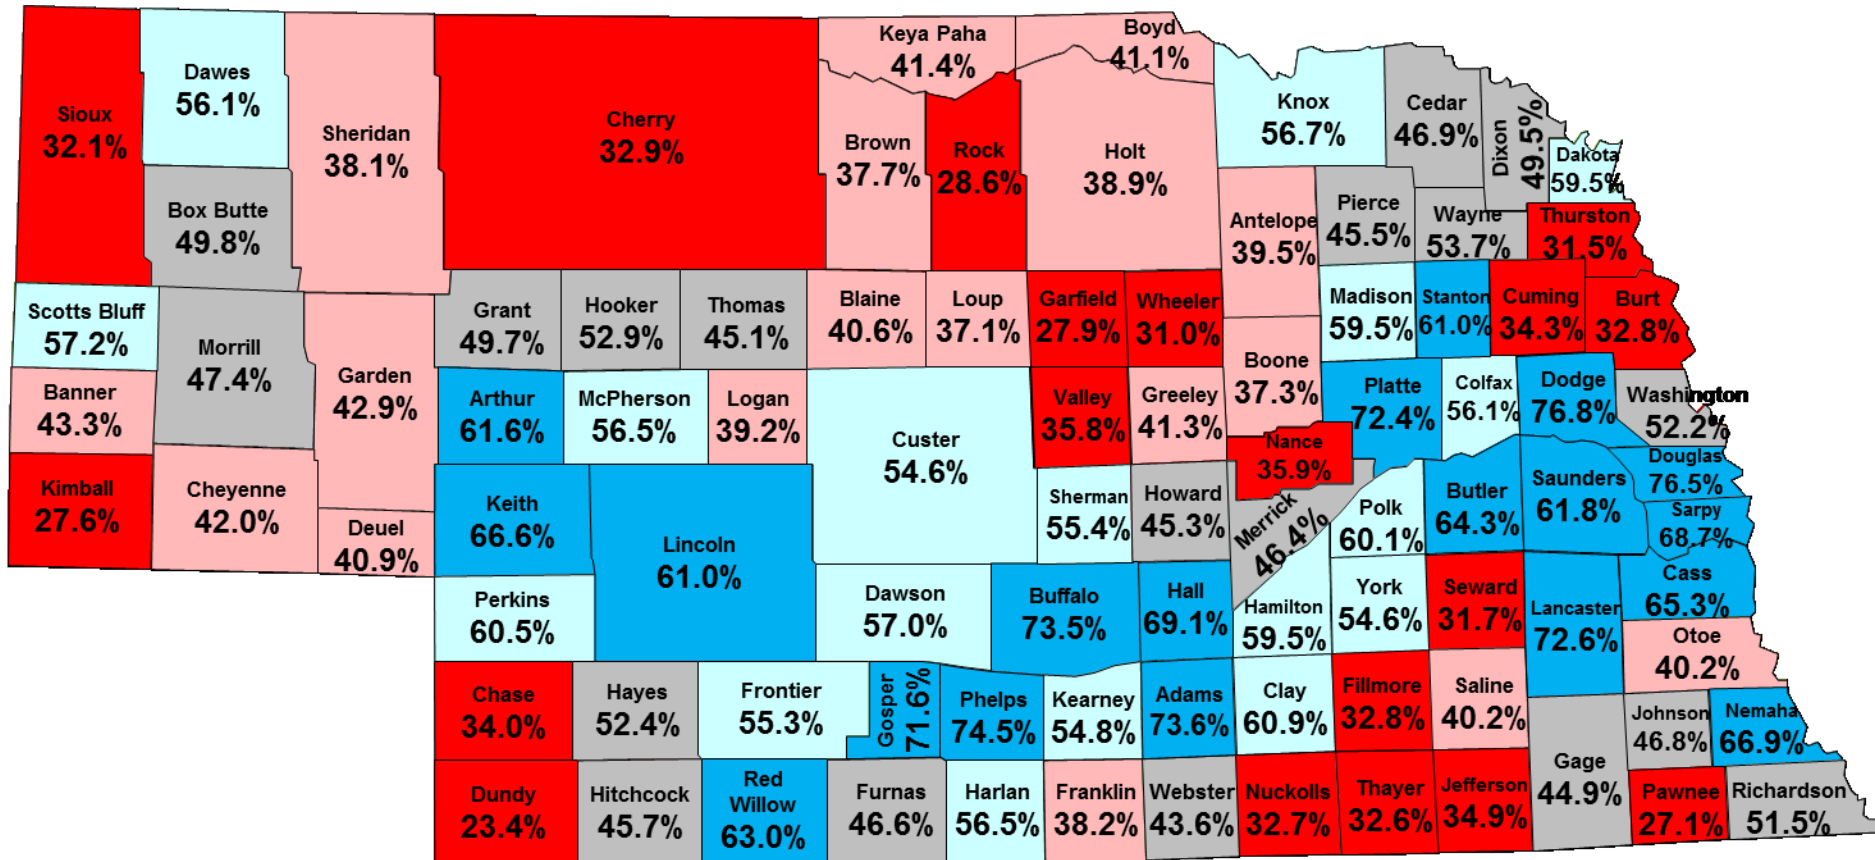 Sioux
32.1%
Dawes
56.1%
Sheridan
38.1%
Cherry
32.9%
Keya Paha
41.4%
Boyd
41.1%
Brown
37.7%
Rock
28.6%
Holt
38.9%
Knox
56.7%
Cedar
46.9%
Dixon
49.5%
Dakota
59.5%
Box Butte
49.8%
Antelope
39.5%
Pierce
45.5%
Wayne
53.7%
Thurston
31.5%
Scotts Bluff
57.2%
Morrill
47.4%
Garden
42.9%
Grant
49.7%
Hooker
52.9%
Thomas
45.1%
Blaine
40.6%
Loup
37.1%
Garfield
27.9%
Wheeler
31.0%
Boone
37.3%
Madison
59.5%
Stanton
61.0%
Cuming
34.3%
Burt
32.8%
Banner
43.3%
Arthur
61.6%
McPherson
56.5%
Logan
39.2%
Custer
54.6%
Valley
35.8%
Greeley
41.3%
Nance
35.9%
Platte
72.4%
Colfax
56.1%
Dodge
76.8%
Washington
52.2%
Kimball
27.6%
Cheyenne
42.0%
Deuel
40.9%
Keith
66.6%
Lincoln
61.0%
Sherman
55.4%
Howard
45.3%
Merrick
46.4%
Polk
60.1%
Butler
64.3%
Saunders
61.8%
Douglas
76.5%
Sarpy
68.7%
Perkins
60.5%
Dawson
57.0%
Buffalo
73.5%
Hall
69.1%
Hamilton
59.5%
York
54.6%
Seward
31.7%
Lancaster
72.6%
Cass
65.3%
Otoe
40.2%
Chase
34.0%
Hayes
52.4%
Frontier
55.3%
Gosper
71.6%
Phelps
74.5%
Kearney
54.8%
Adams
73.6%
Clay
60.9%
Fillmore
32.8%
Saline
40.2%
Gage
44.9%
Johnson
46.8%
Nemaha
66.9%
Dundy
23.4%
Hitchcock
45.7%
Red
Willow
63.0%
Furnas
46.6%
Harlan
56.5%
Franklin
38.2%
Webster
43.6%
Nuckolls
32.7%
Thayer
32.6%
Jefferson
34.9%
Pawnee
27.1%
Richardson
51.5%